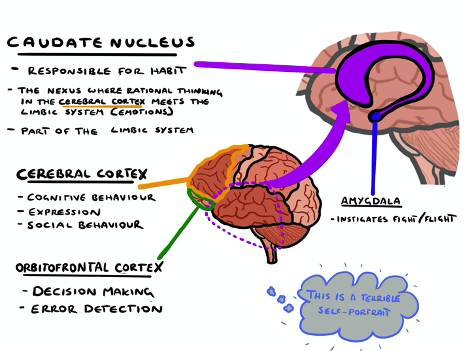 CAUDATE NUCLEUS
- RESPONSIBLE FOR HABIT
- THE NEXUS WHERE RATIONAL THINKING
IN THE CEREBRAL CORTEX MEETS THE
LIMBIC SYSTEM (EMOTIONS)
- PART OF THE LIMBIC SYSTEM
CEREBRAL CORTEX
- COGNITIVE BEHAVIOUR
- EXPRESSION
- SOCIAL BEHAVIOUR
ORBITOFRONTAL CORTEX
- DECISION MAKING
- ERROR DETECTION
AMYGDALA
- INSTIGATES FIGHT/FLIGHT
THIS IS A TERRIBLE
SELF-PORTRAIT